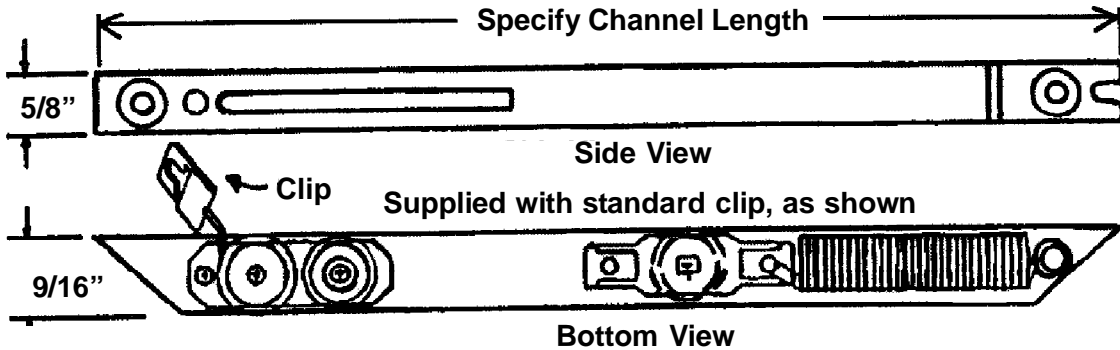 Specify Channel Length
5/8”
Side View
Clip
Supplied with standard clip, as shown
9/16”
Bottom View